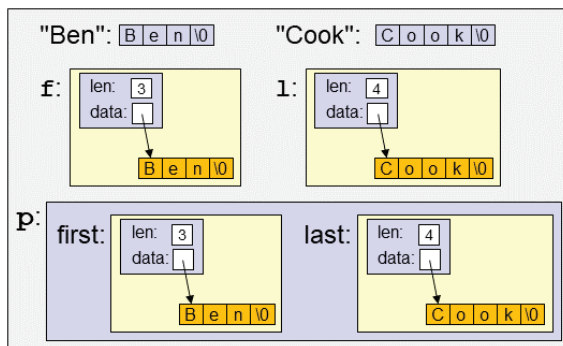 "Ben": B e n \0 "Cook": C o o k \0
f: len: 3 l: len: 4
data: data:
B e n \0 C o o k \0
p: first: len: 3 last: len: 4
data: data:
B e n \0 C o o k \0